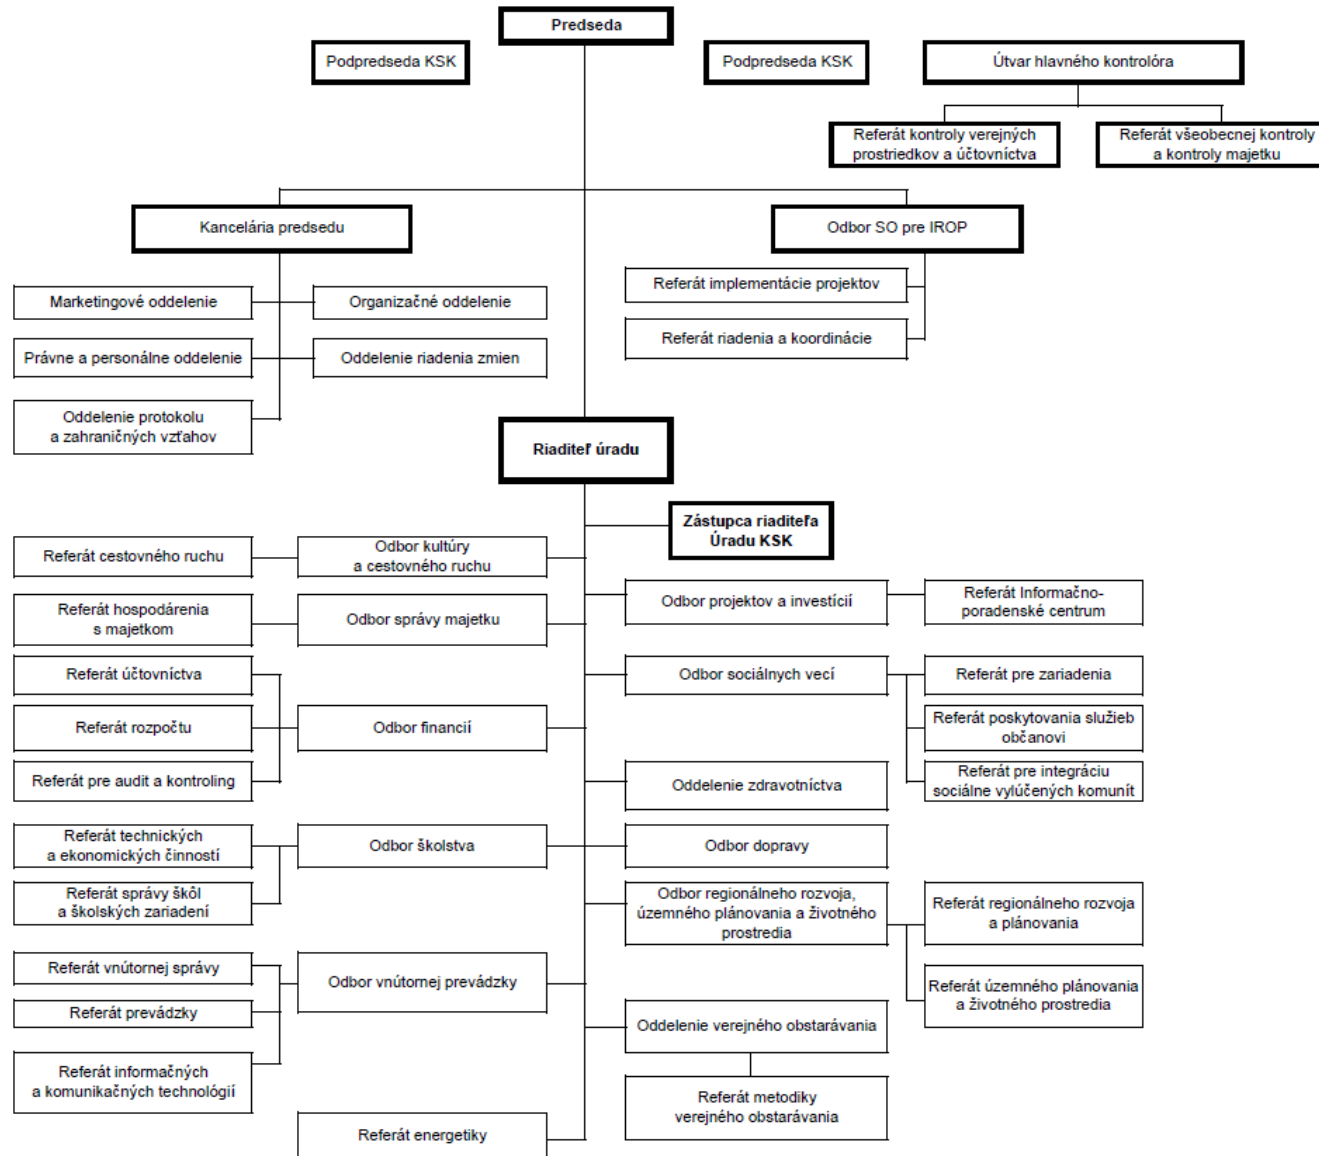 Predseda
Podpredseda KSK
Podpredseda KSK
Útvar hlavného kontrolóra
Referát kontroly verejných
prostriedkov a účtovníctva
Referát všeobecnej kontroly
a kontroly majetku
Kancelária predsedu
Odbor SO pre IROP
Marketingové oddelenie
Organizačné oddelenie
Právne a personálne oddelenie
Oddelenie riadenia zmien
Oddelenie protokolu
a zahraničných vzťahov
Referát implementácie projektov
Referát riadenia a koordinácie
Riaditeľ úradu
Zástupca riaditeľa
Úradu KSK
Referát cestovného ruchu
Odbor kultúry
a cestovného ruchu
Referát hospodárenia
s majetkom
Odbor správy majetku
Odbor projektov a investícií
Referát Informačno-
poradenské centrum
Referát účtovníctva
Referát rozpočtu
Referát pre audit a kontroling
Odbor financií
Odbor sociálnych vecí
Referát pre zariadenia
Referát poskytovania služieb
občanovi
Referát pre integráciu
sociálne vylúčených komunít
Oddelenie zdravotníctva
Referát technických
a ekonomických činností
Referát správy škôl
a školských zariadení
Odbor školstva
Odbor dopravy
Odbor regionálneho rozvoja,
územného plánovania a životného
prostredia
Referát regionálneho rozvoja
a plánovania
Referát územného plánovania
a životného prostredia
Referát vnútornej správy
Referát prevádzky
Referát informačných
a komunikačných technológií
Odbor vnútornej prevádzky
Oddelenie verejného obstarávania
Referát metodiky
verejného obstarávania
Referát energetiky